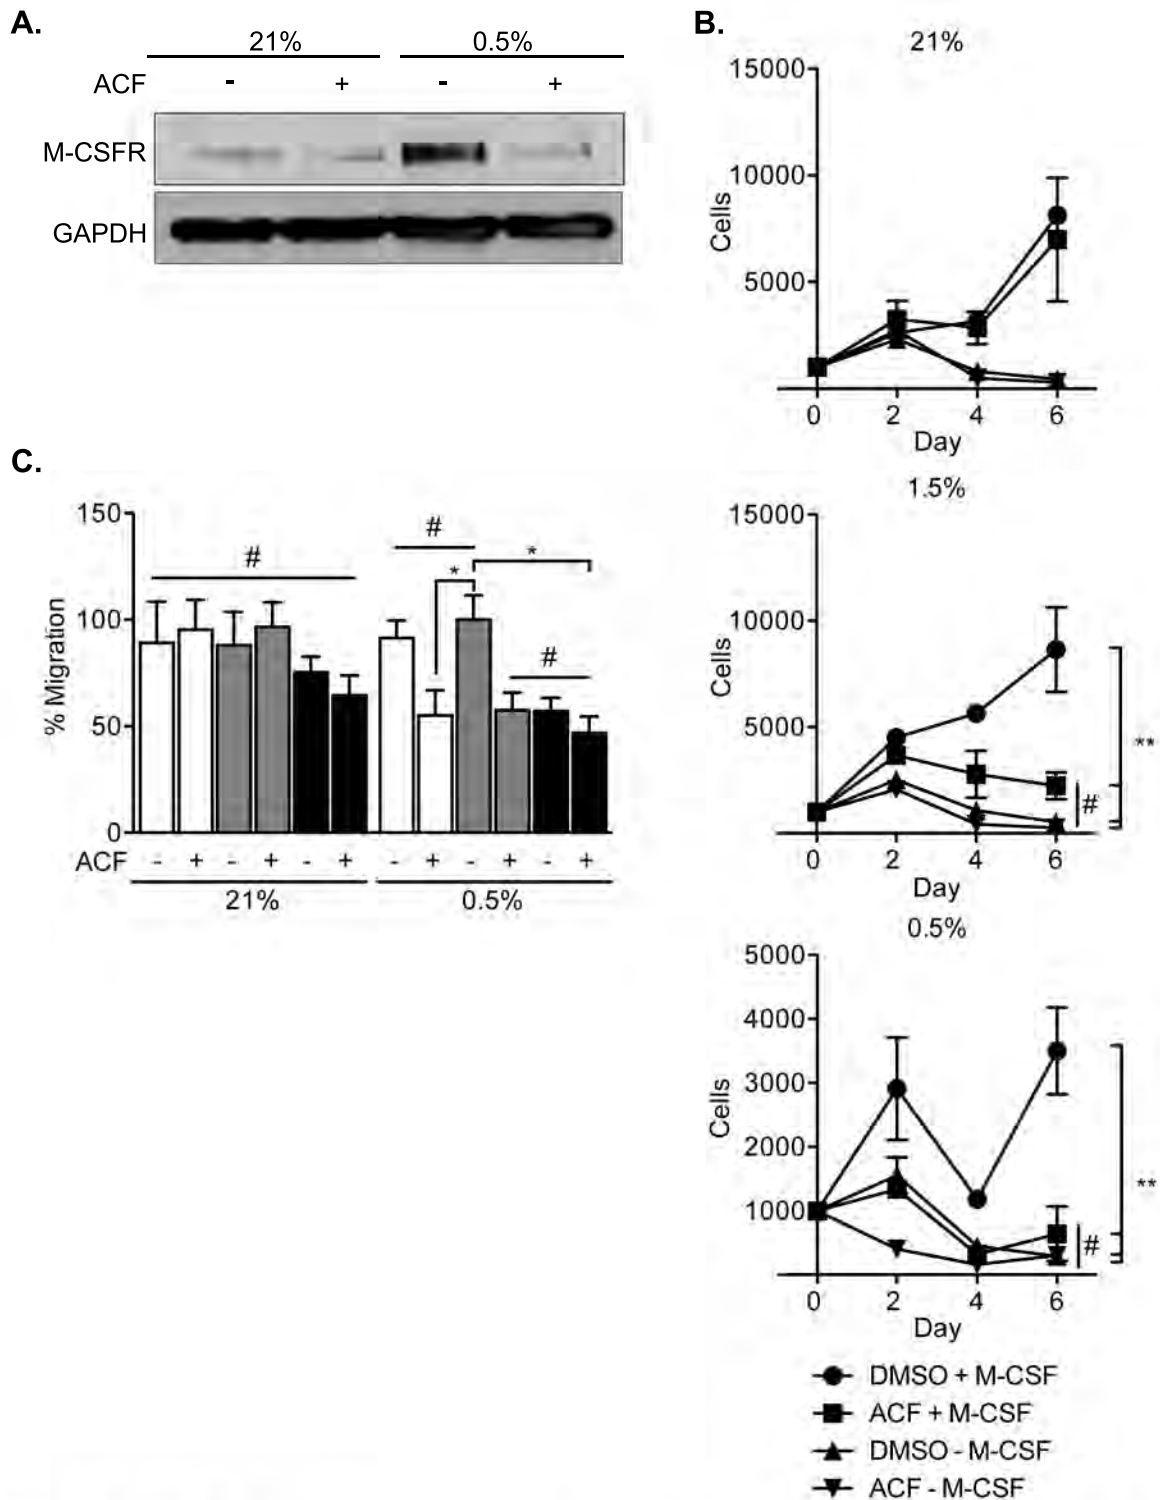 A.
21% 0.5%
ACF - + - +
M-CSFR
GAPDH
B.
21%
15000
10000
5000
Cells
0 2 4 6
Day
1.5%
15000
10000
5000
Cells
**
#
0 2 4 6
Day
0.5%
5000
4000
3000
2000
1000
Cells
**
#
0 2 4 6
Day
DMSO + M-CSF
ACF + M-CSF
DMSO - M-CSF
ACF - M-CSF
C.
150
100
50
0
% Migration
# # * * #
ACF - + - + - + - + - + - +
21% 0.5%